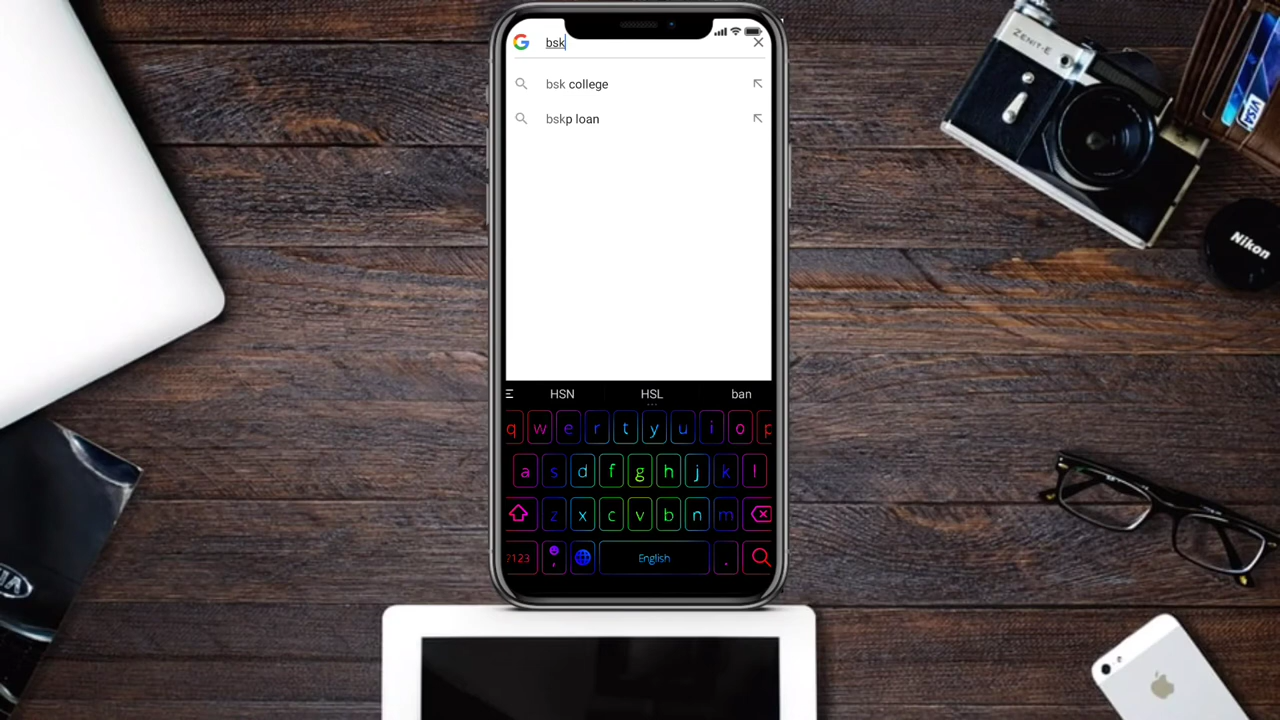 bsk
bsk college
bskp loan
HSN HSL ban
q w e r t y u i o p
a s d f g h j k l
z x c v b n m
?123 , English .
ZENIT-E
VISA
Nikon